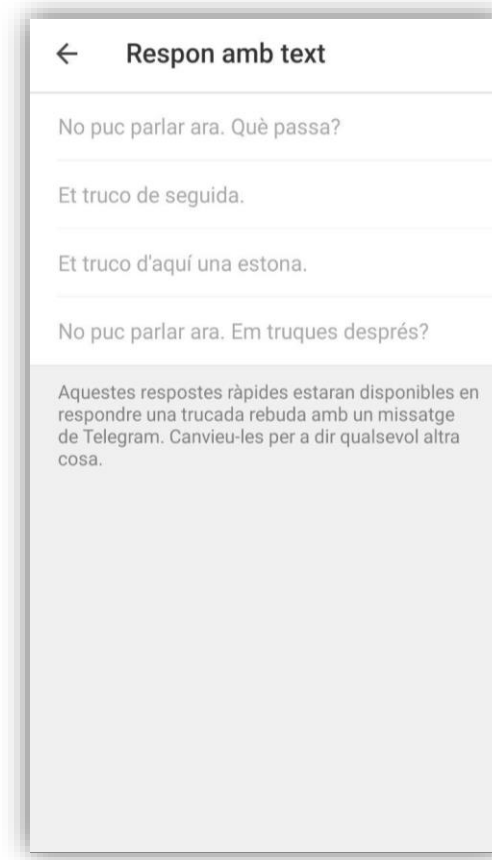 Respon amb text
No puc parlar ara. Què passa?
Et truco de seguida.
Et truco d'aquí una estona.
No puc parlar ara. Em truques després?
Aquestes respostes ràpides estaran disponibles en
respondre una trucada rebuda amb un missatge
de Telegram. Canvieu-les per a dir qualsevol altra
cosa.